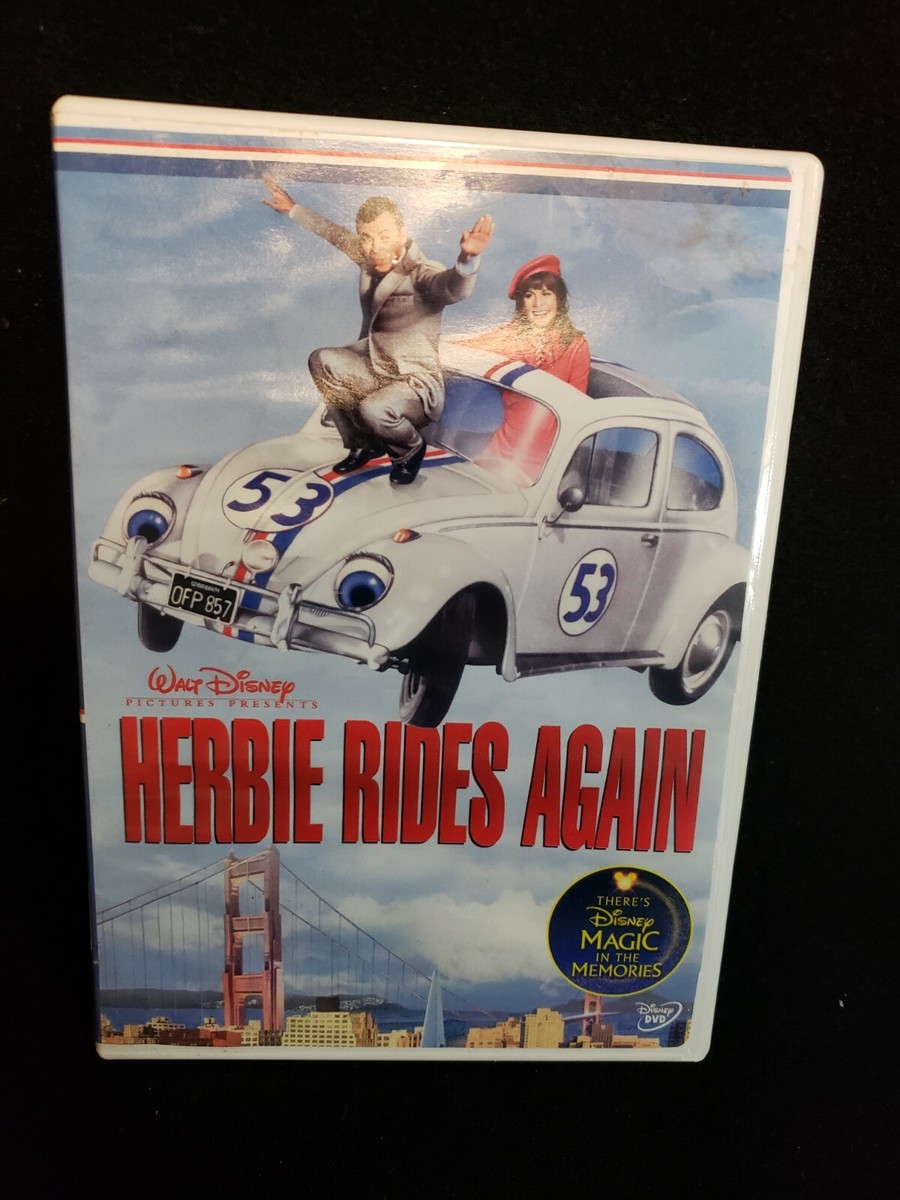 53
53
OFP 857
WALT DISNEY
PICTURES PRESENTS
HERBIE RIDES AGAIN
THERE'S
DISNEY
MAGIC
IN THE
MEMORIES
DISNEY
DVD